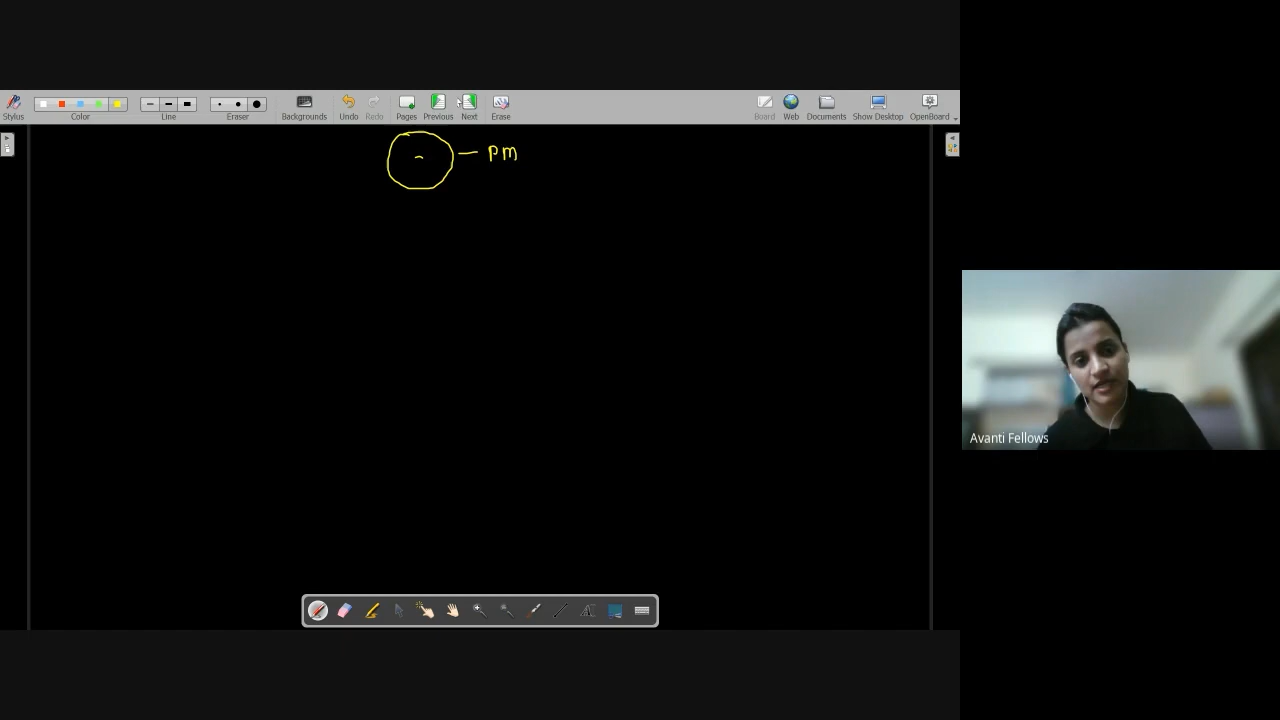 Stylus
Color
Line
Eraser
Backgrounds
Undo
Redo
Pages
Previous
Next
Erase
Board
Web
Documents
Show Desktop
OpenBoard
PM
Avanti Fellows